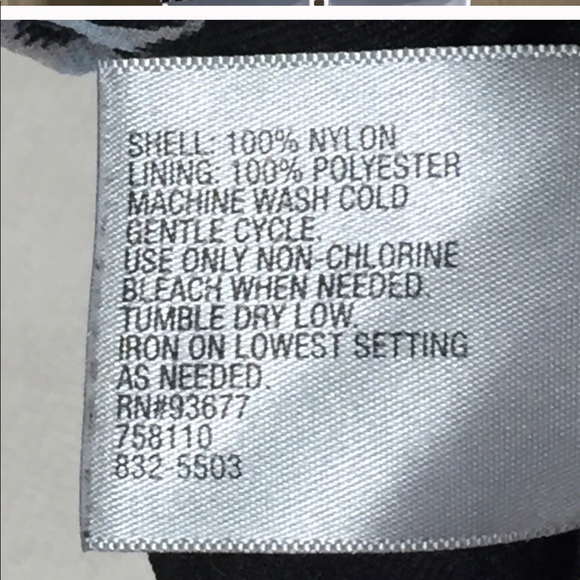 SHELL: 100% NYLON
LINING: 100% POLYESTER
MACHINE WASH COLD
GENTLE CYCLE.
USE ONLY NON-CHLORINE
BLEACH WHEN NEEDED.
TUMBLE DRY LOW.
IRON ON LOWEST SETTING
AS NEEDED.
RN#93677
758110
832-5503